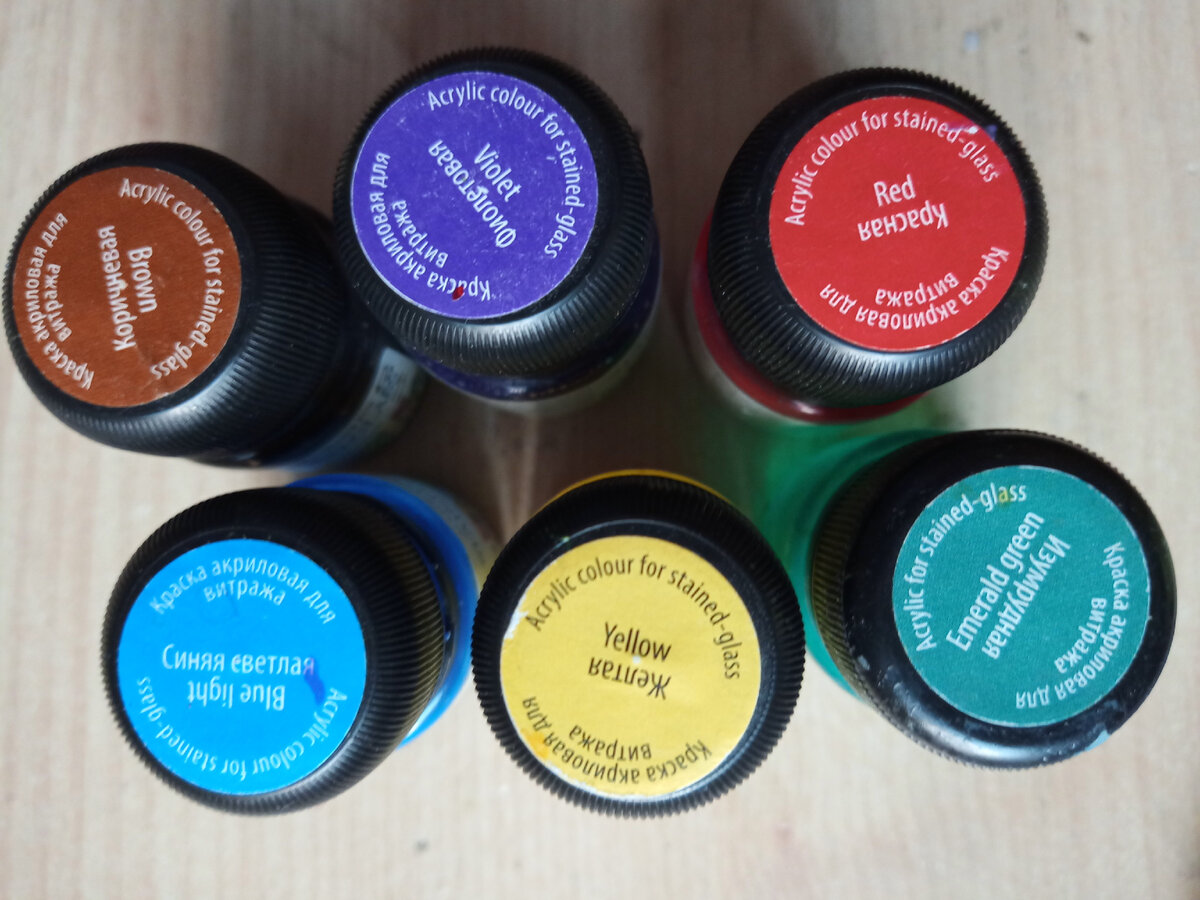 Acrylic colour for stained-glass
Brown
Коричневая
Краска акриловая для
витража
Acrylic colour for stained-glass
Violet
Фиолетовая
Краска акриловая для
витража
Acrylic colour for stained-glass
Red
Красная
Краска акриловая для
витража
Краска акриловая для
витража
Синяя светлая
Blue light
Acrylic colour for stained-glass
Acrylic colour for stained-glass
Yellow
Желтая
Краска акриловая для
витража
Acrylic for stained-glass
Emerald green
Изумрудная
Краска акриловая для
витража